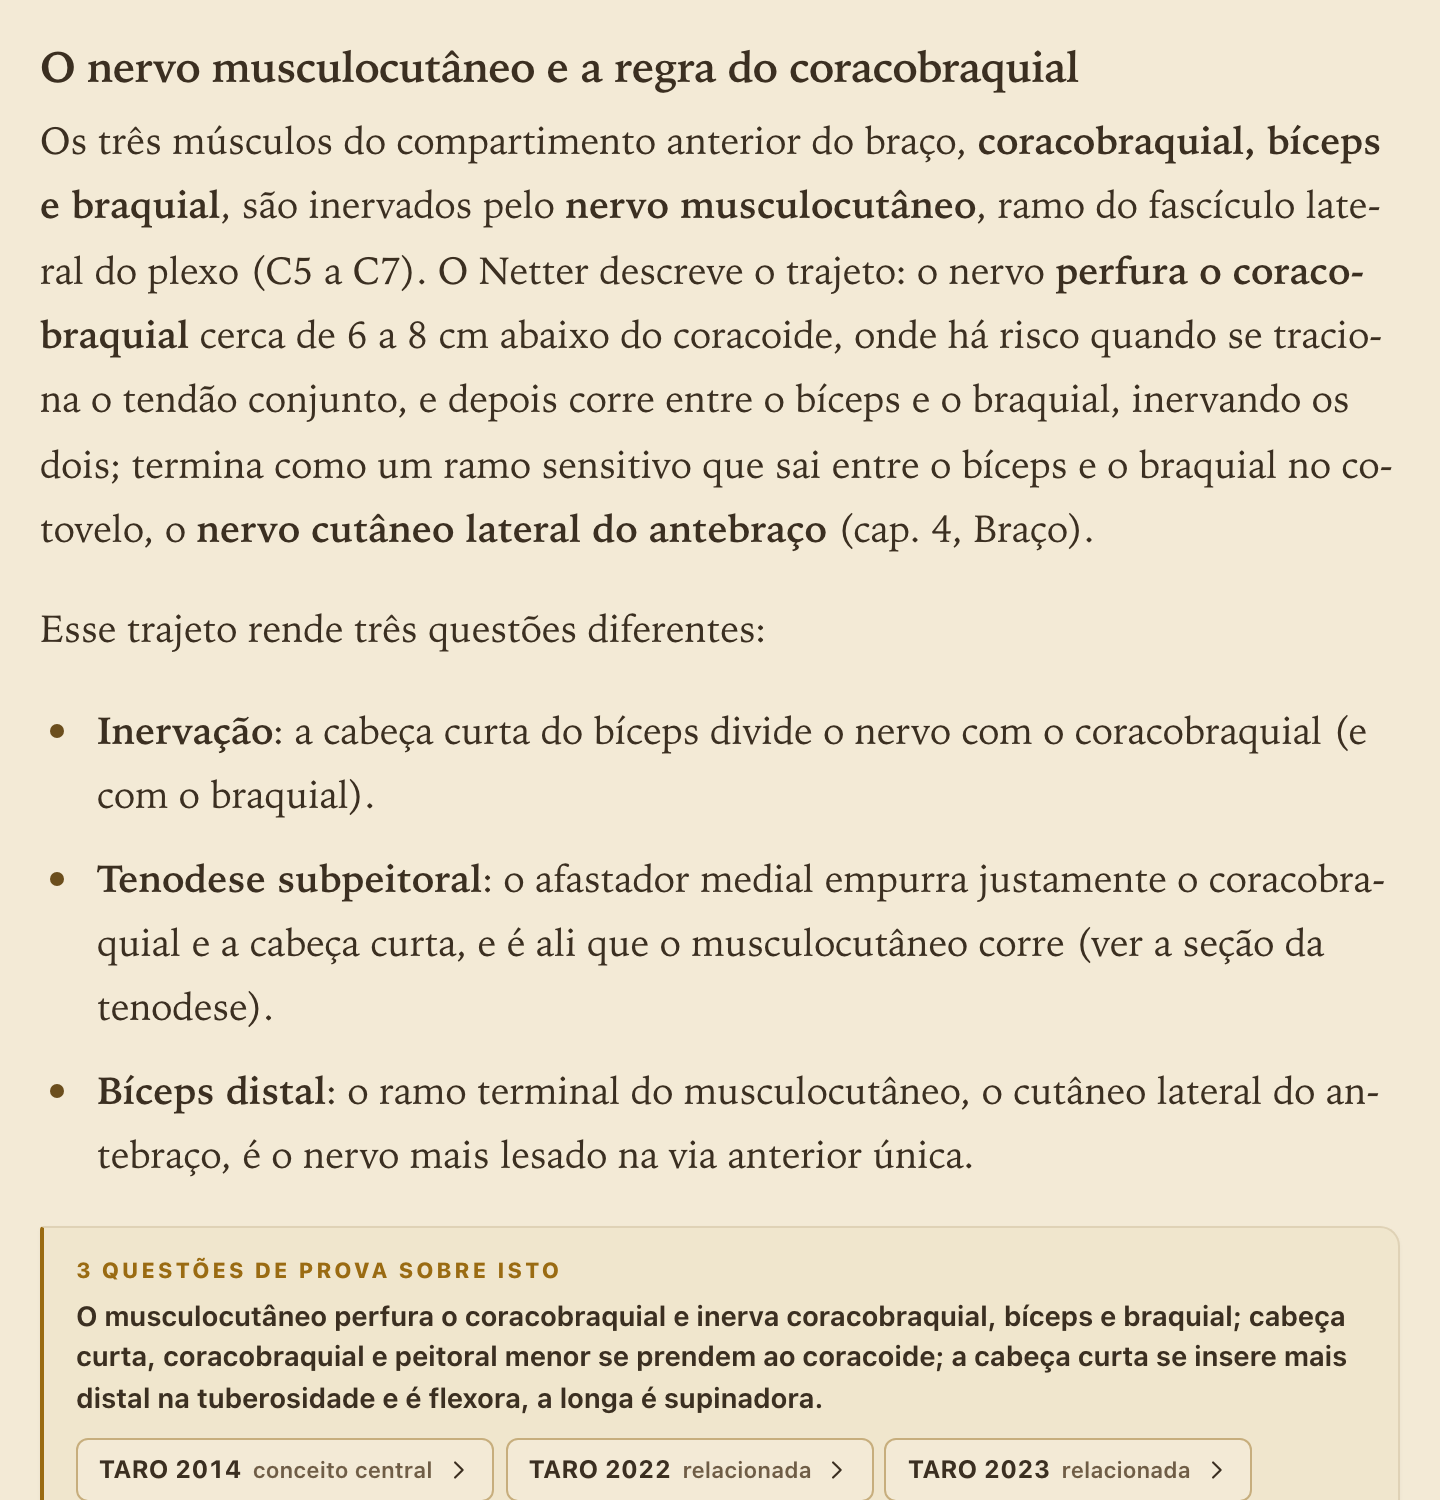 O nervo musculocutâneo e a regra do coracobraquial
Os três músculos do compartimento anterior do braço, coracobraquial, bíceps
e braquial, são inervados pelo nervo musculocutâneo, ramo do fascículo late-
ral do plexo (C5 a C7). O Netter descreve o trajeto: o nervo perfura o coraco-
braquial cerca de 6 a 8 cm abaixo do coracoide, onde há risco quando se tracio-
na o tendão conjunto, e depois corre entre o bíceps e o braquial, inervando os
dois; termina como um ramo sensitivo que sai entre o bíceps e o braquial no co-
tovelo, o nervo cutâneo lateral do antebraço (cap. 4, Braço).
Esse trajeto rende três questões diferentes:
• Inervação: a cabeça curta do bíceps divide o nervo com o coracobraquial (e
com o braquial).
• Tenodese subpeitoral: o afastador medial empurra justamente o coracobra-
quial e a cabeça curta, e é ali que o musculocutâneo corre (ver a seção da
tenodese).
• Bíceps distal: o ramo terminal do musculocutâneo, o cutâneo lateral do an-
tebraço, é o nervo mais lesado na via anterior única.
3 QUESTÕES DE PROVA SOBRE ISTO
O musculocutâneo perfura o coracobraquial e inerva coracobraquial, bíceps e braquial; cabeça
curta, coracobraquial e peitoral menor se prendem ao coracoide; a cabeça curta se insere mais
distal na tuberosidade e é flexora, a longa é supinadora.
TARO 2014 conceito central > TARO 2022 relacionada > TARO 2023 relacionada >